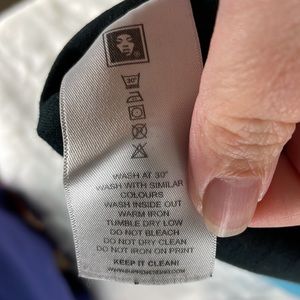 30°
WASH AT 30°
WASH WITH SIMILAR
COLOURS
WASH INSIDE OUT
WARM IRON
TUMBLE DRY LOW
DO NOT BLEACH
DO NOT DRY CLEAN
DO NOT IRON ON PRINT
KEEP IT CLEAN!